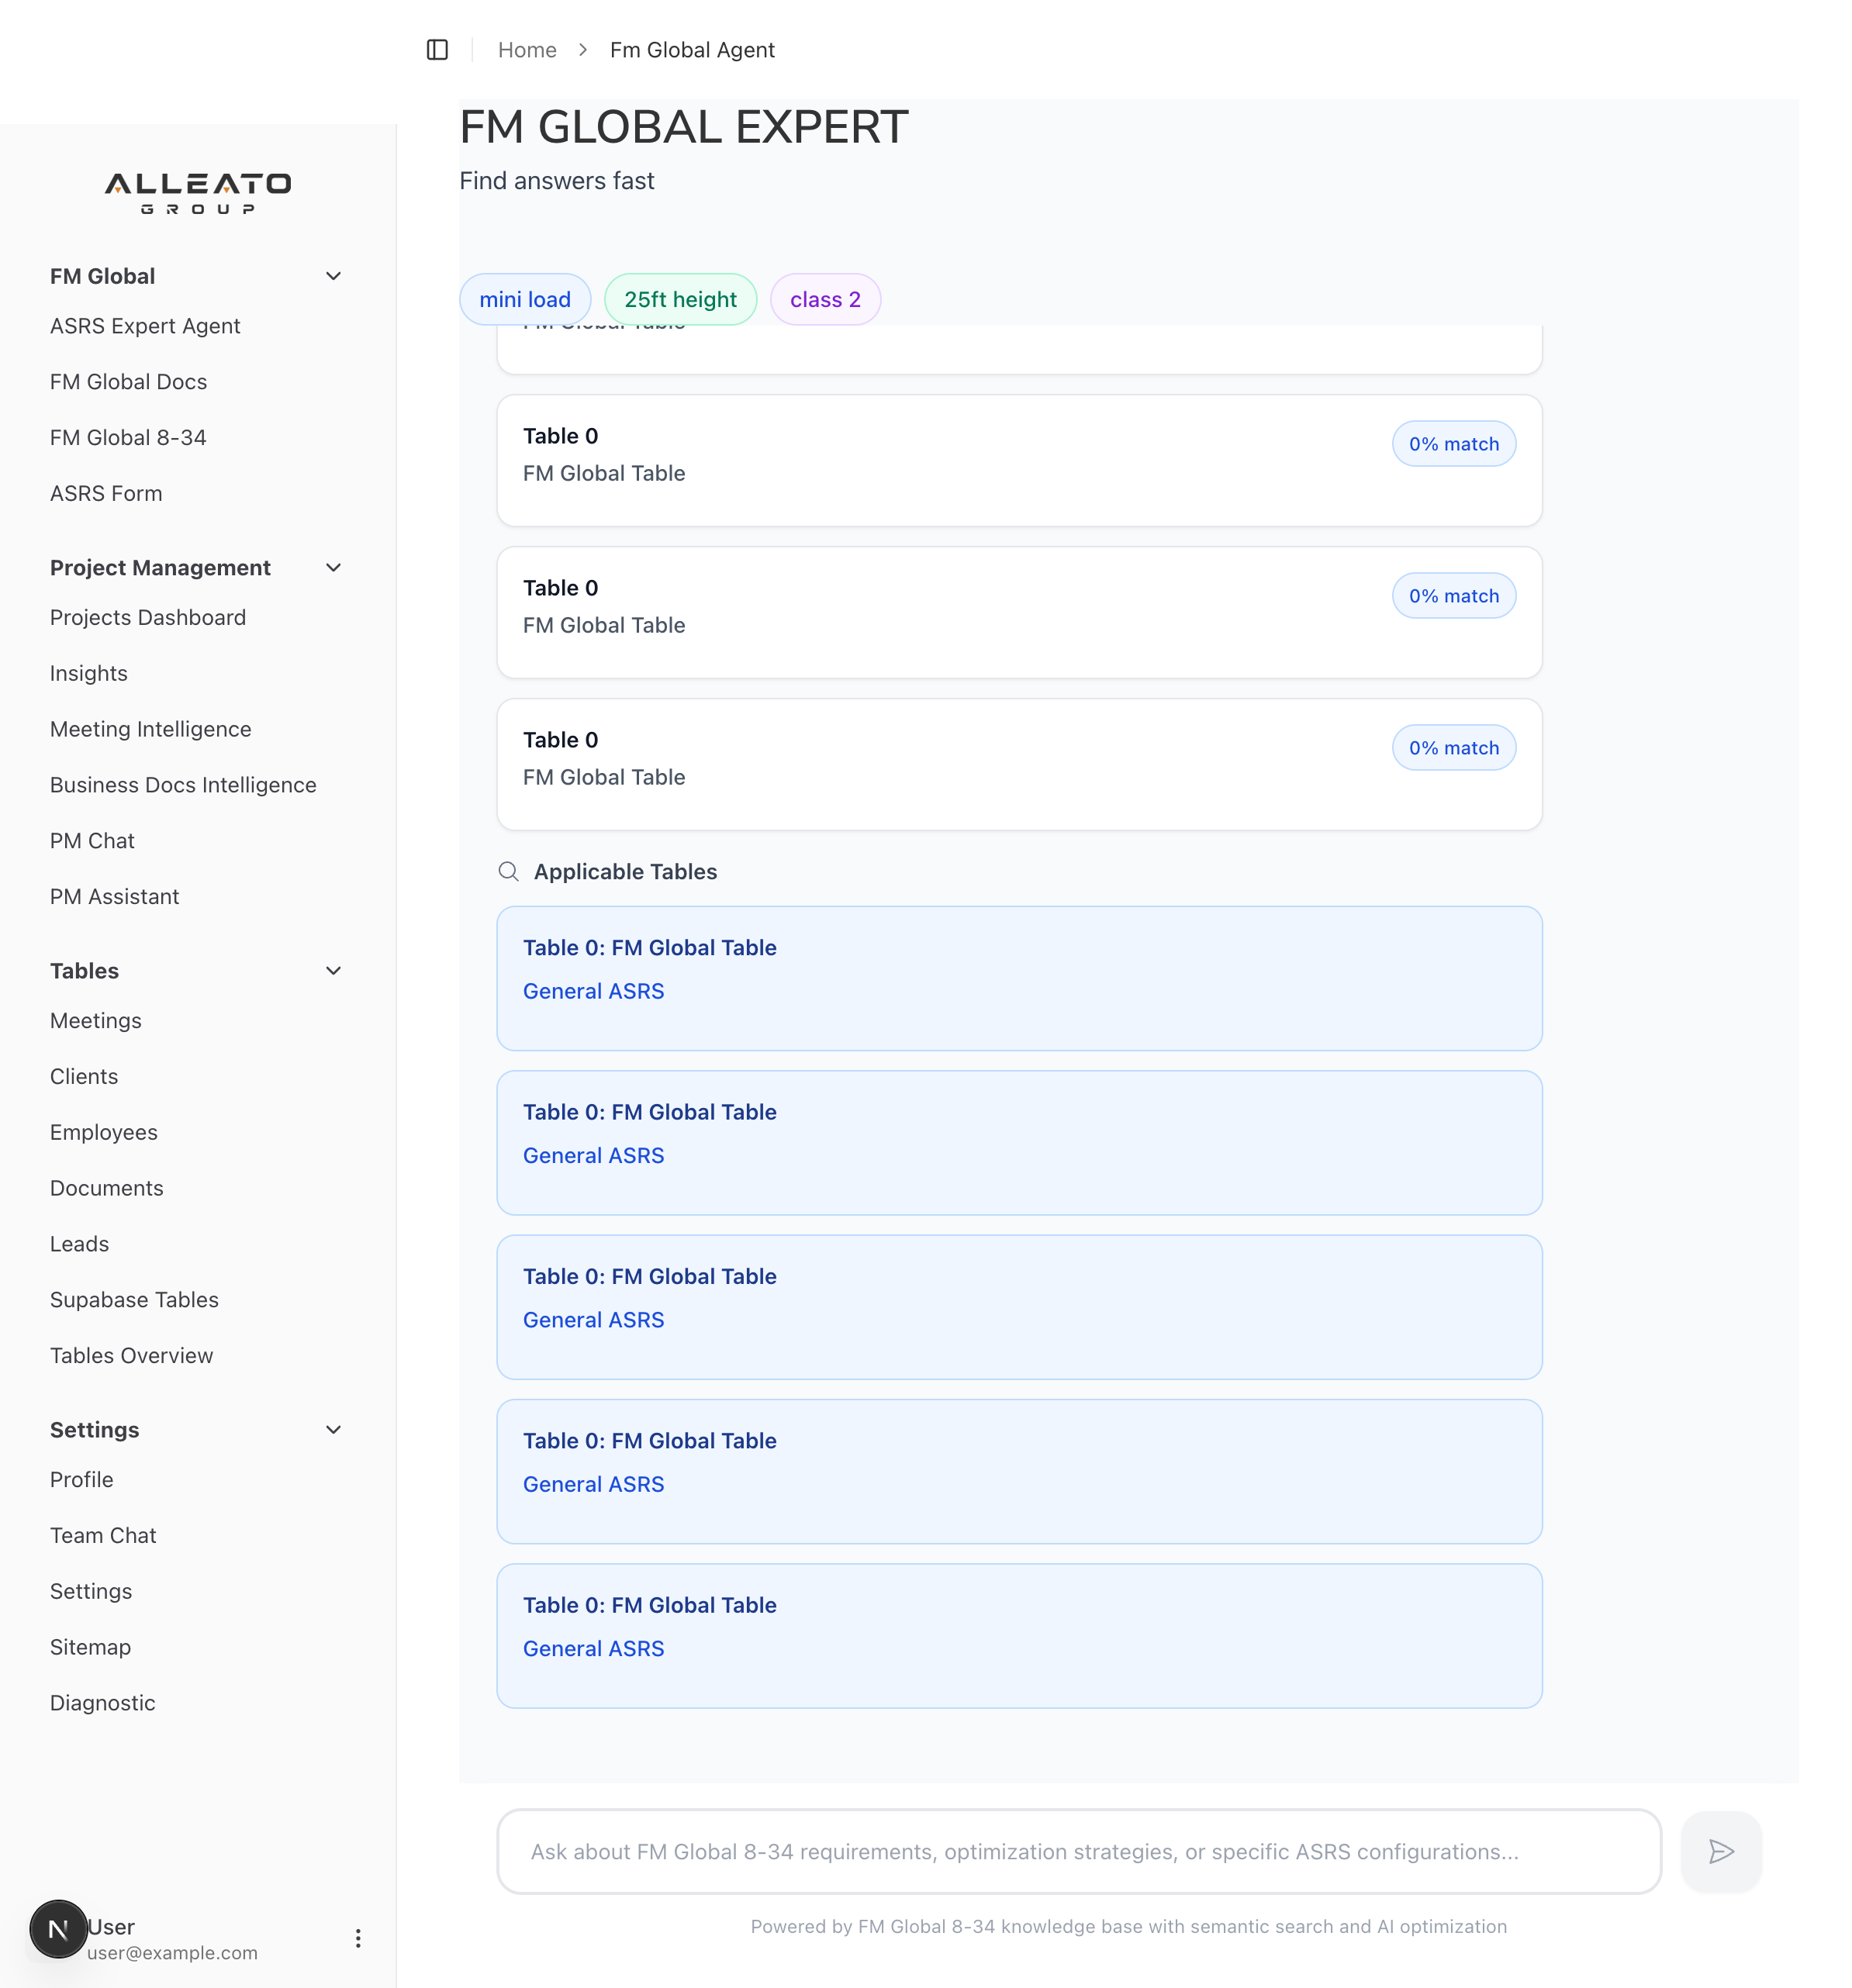 Home
Fm Global Agent
FM GLOBAL EXPERT
Find answers fast
mini load
25ft height
class 2
FM Global Table
Table 0
FM Global Table
0% match
Table 0
FM Global Table
0% match
Table 0
FM Global Table
0% match
Applicable Tables
Table 0: FM Global Table
General ASRS
Table 0: FM Global Table
General ASRS
Table 0: FM Global Table
General ASRS
Table 0: FM Global Table
General ASRS
Table 0: FM Global Table
General ASRS
Ask about FM Global 8-34 requirements, optimization strategies, or specific ASRS configurations...
Powered by FM Global 8-34 knowledge base with semantic search and AI optimization
ALLEATO
GROUP
FM Global
ASRS Expert Agent
FM Global Docs
FM Global 8-34
ASRS Form
Project Management
Projects Dashboard
Insights
Meeting Intelligence
Business Docs Intelligence
PM Chat
PM Assistant
Tables
Meetings
Clients
Employees
Documents
Leads
Supabase Tables
Tables Overview
Settings
Profile
Team Chat
Settings
Sitemap
Diagnostic
N
User
user@example.com